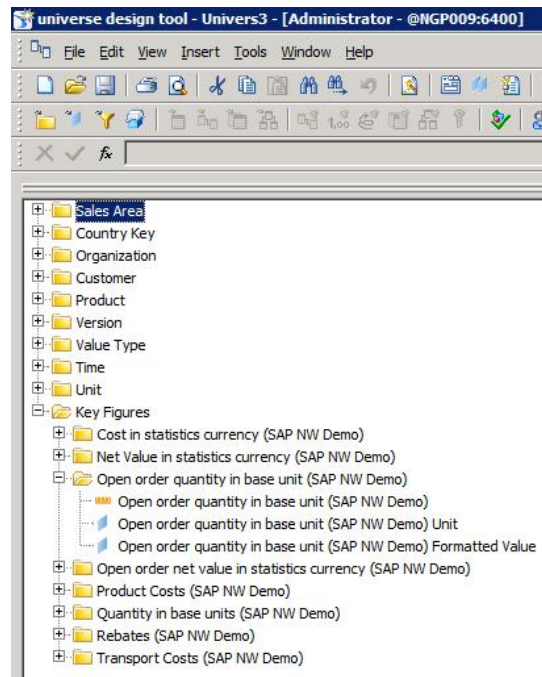 universe design tool - Univers3 - [Administrator - @NGP009:6400]
File Edit View Insert Tools Window Help
Sales Area
Country Key
Organization
Customer
Product
Version
Value Type
Time
Unit
Key Figures
Cost in statistics currency (SAP NW Demo)
Net Value in statistics currency (SAP NW Demo)
Open order quantity in base unit (SAP NW Demo)
Open order quantity in base unit (SAP NW Demo)
Open order quantity in base unit (SAP NW Demo) Unit
Open order quantity in base unit (SAP NW Demo) Formatted Value
Open order net value in statistics currency (SAP NW Demo)
Product Costs (SAP NW Demo)
Quantity in base units (SAP NW Demo)
Rebates (SAP NW Demo)
Transport Costs (SAP NW Demo)